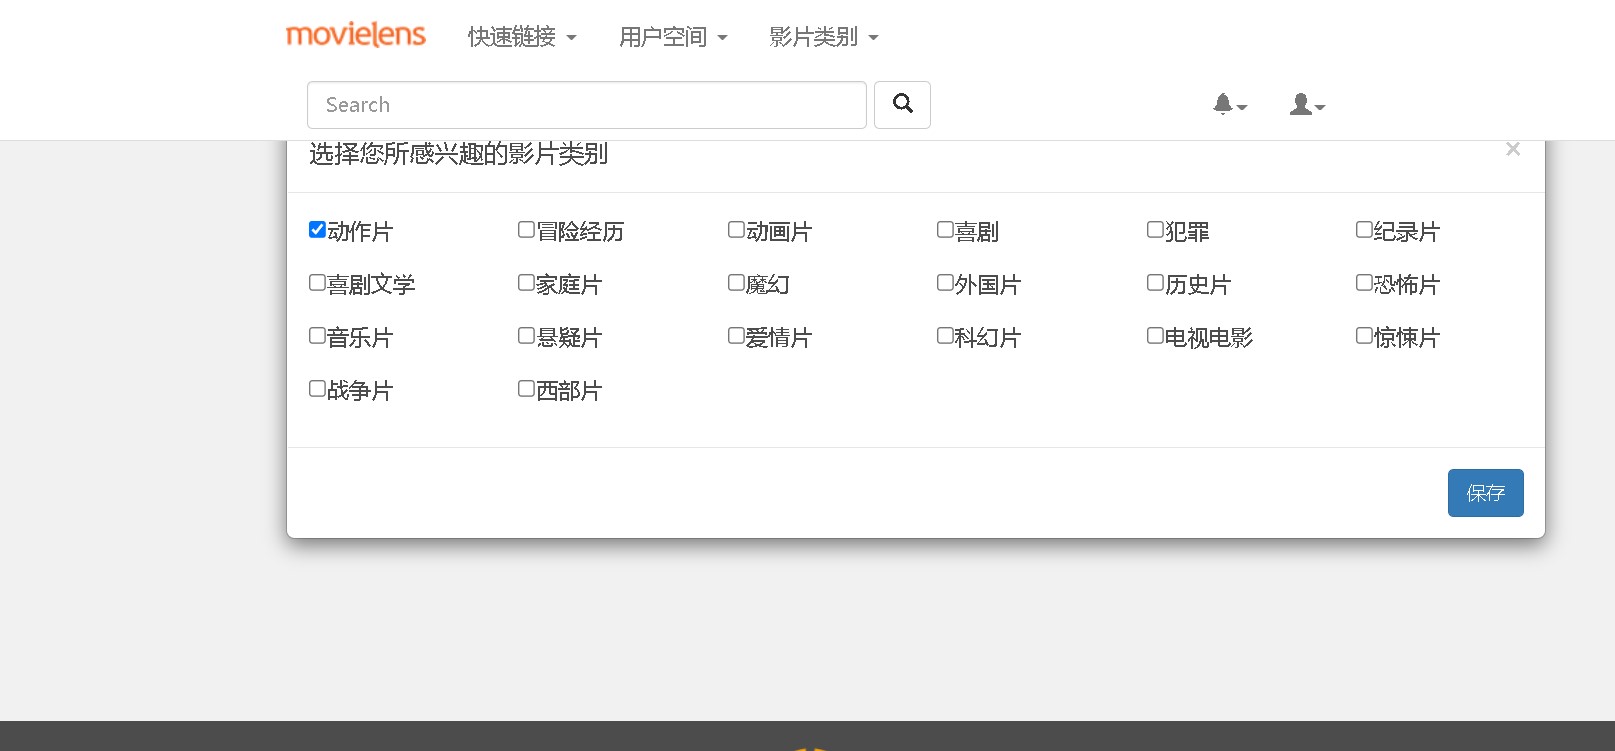 movielens 快速链接 用户空间 影片类别
Search
选择您所感兴趣的影片类别 ×
动作片 冒险经历 动画片 喜剧 犯罪 纪录片
喜剧文学 家庭片 魔幻 外国片 历史片 恐怖片
音乐片 悬疑片 爱情片 科幻片 电视电影 惊悚片
战争片 西部片
保存